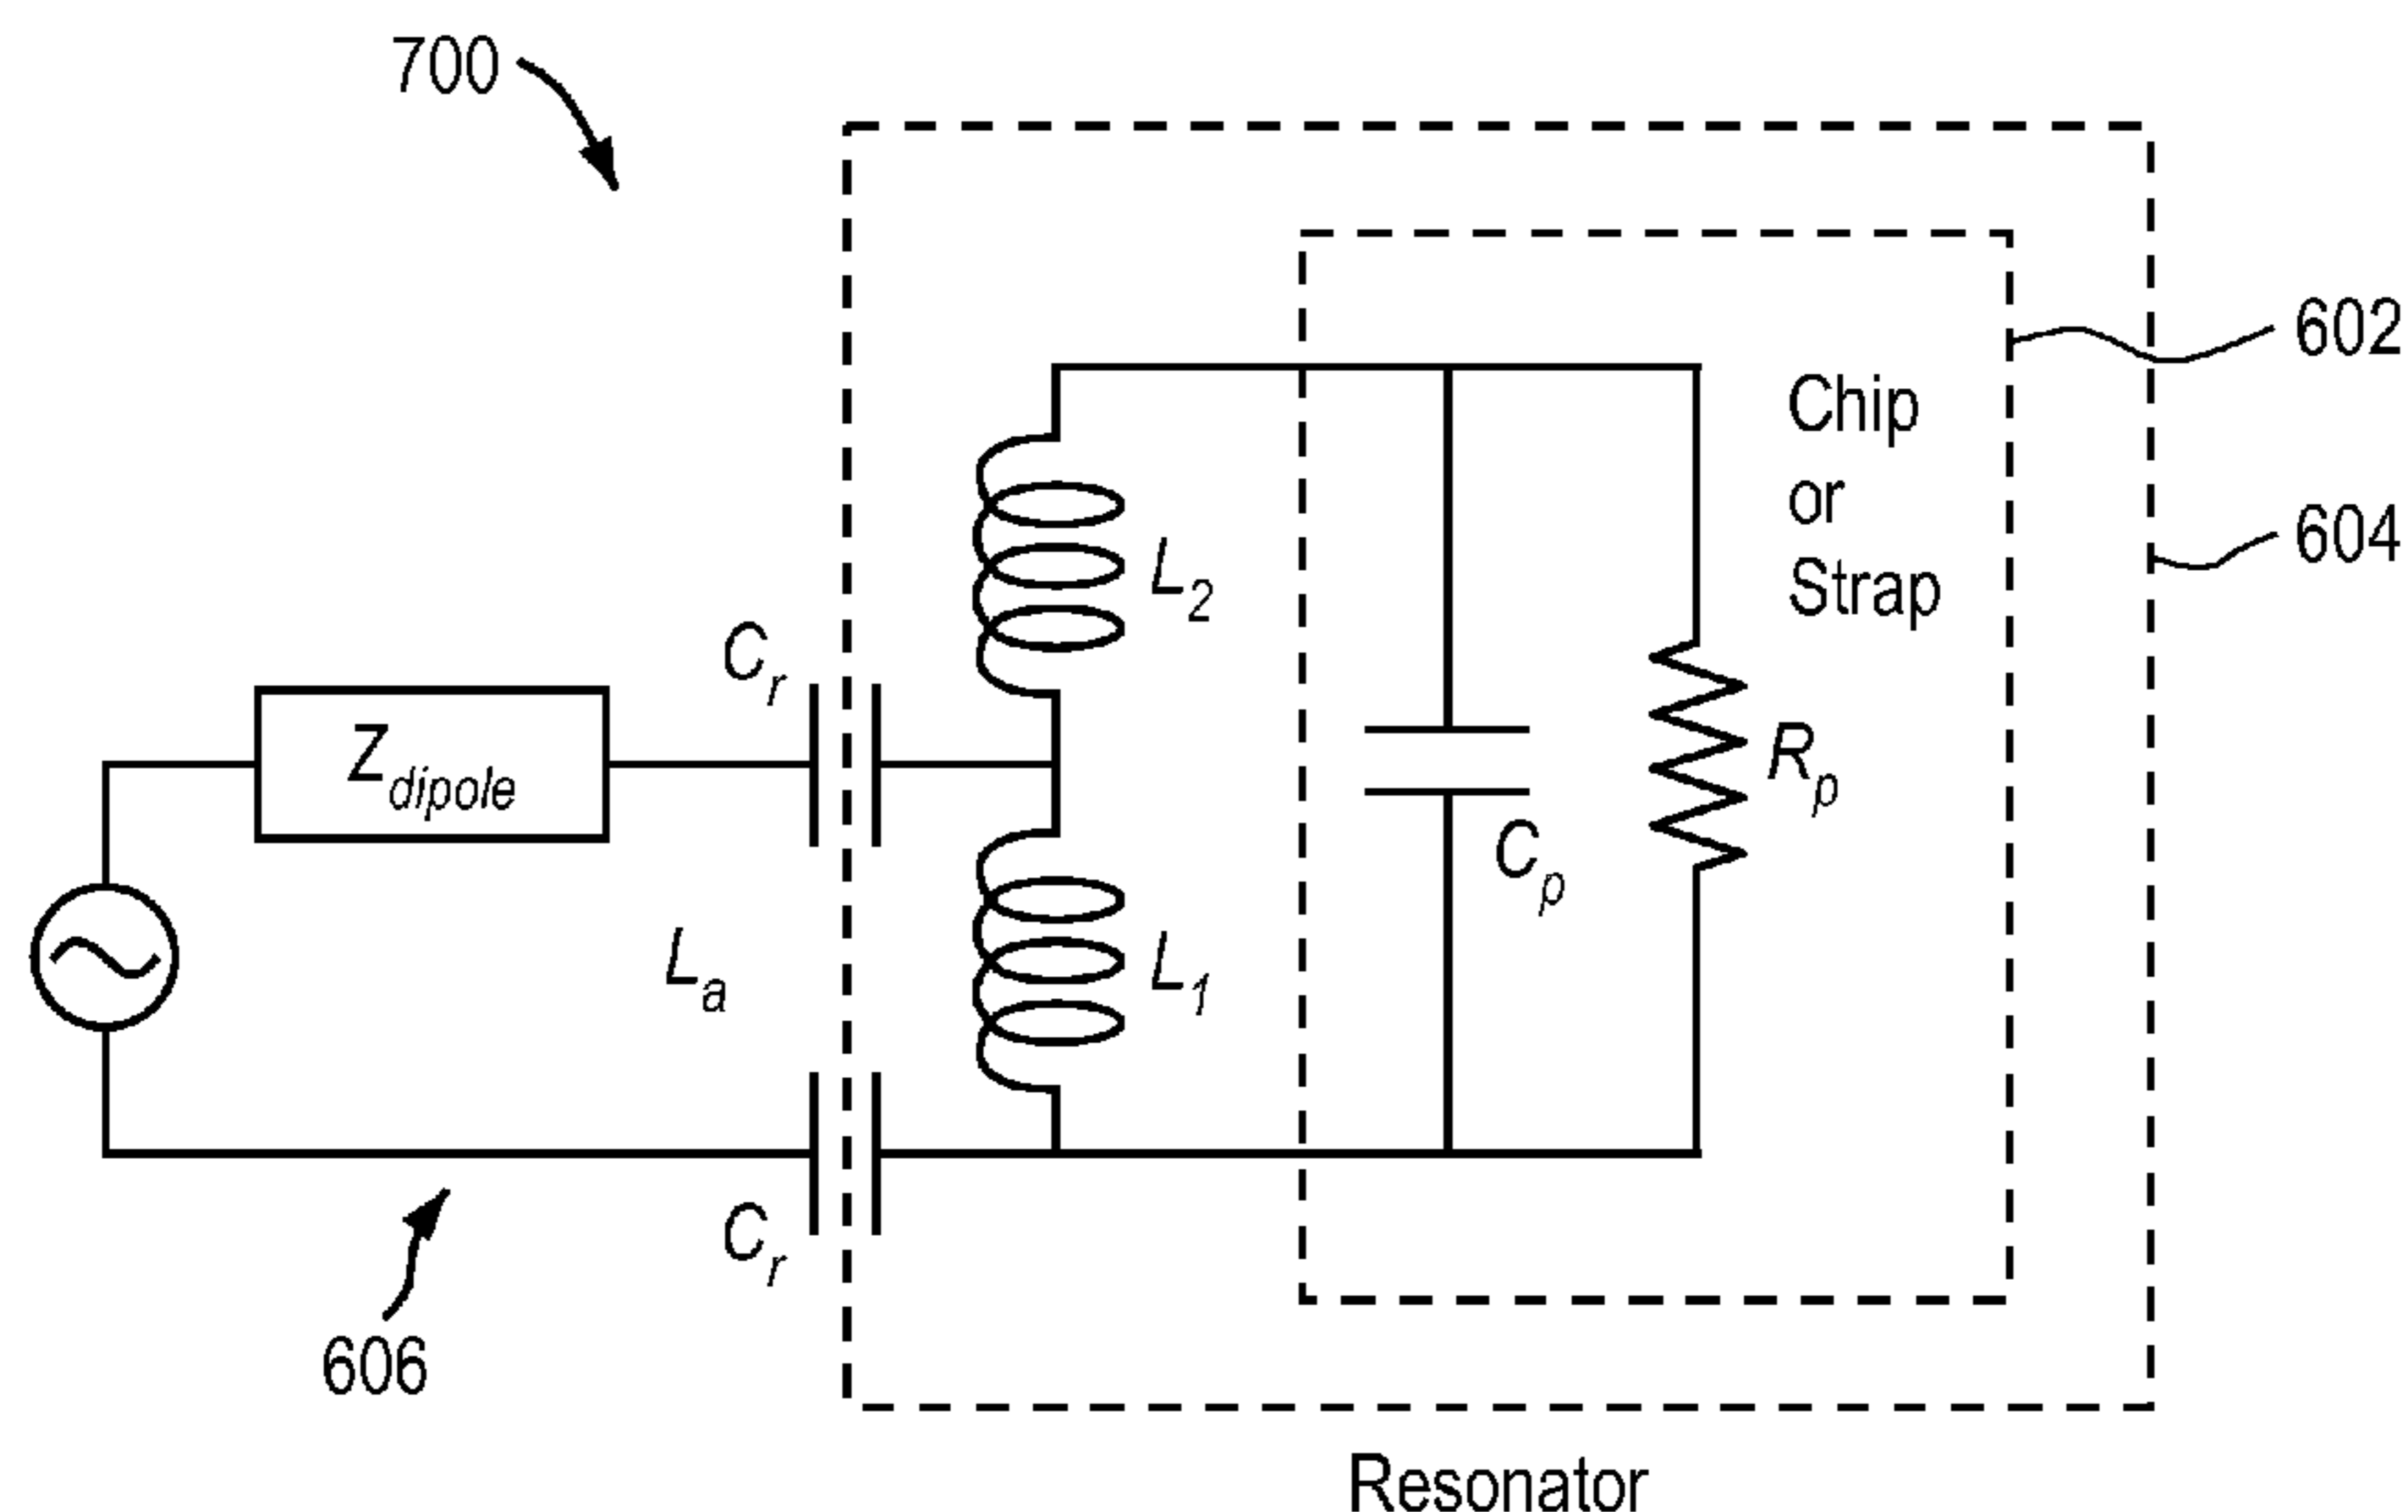 700
602
Chip
or
Strap
604
L2
Cr
Zdipole
Rp
Cp
La
L1
Cr
606
Resonator